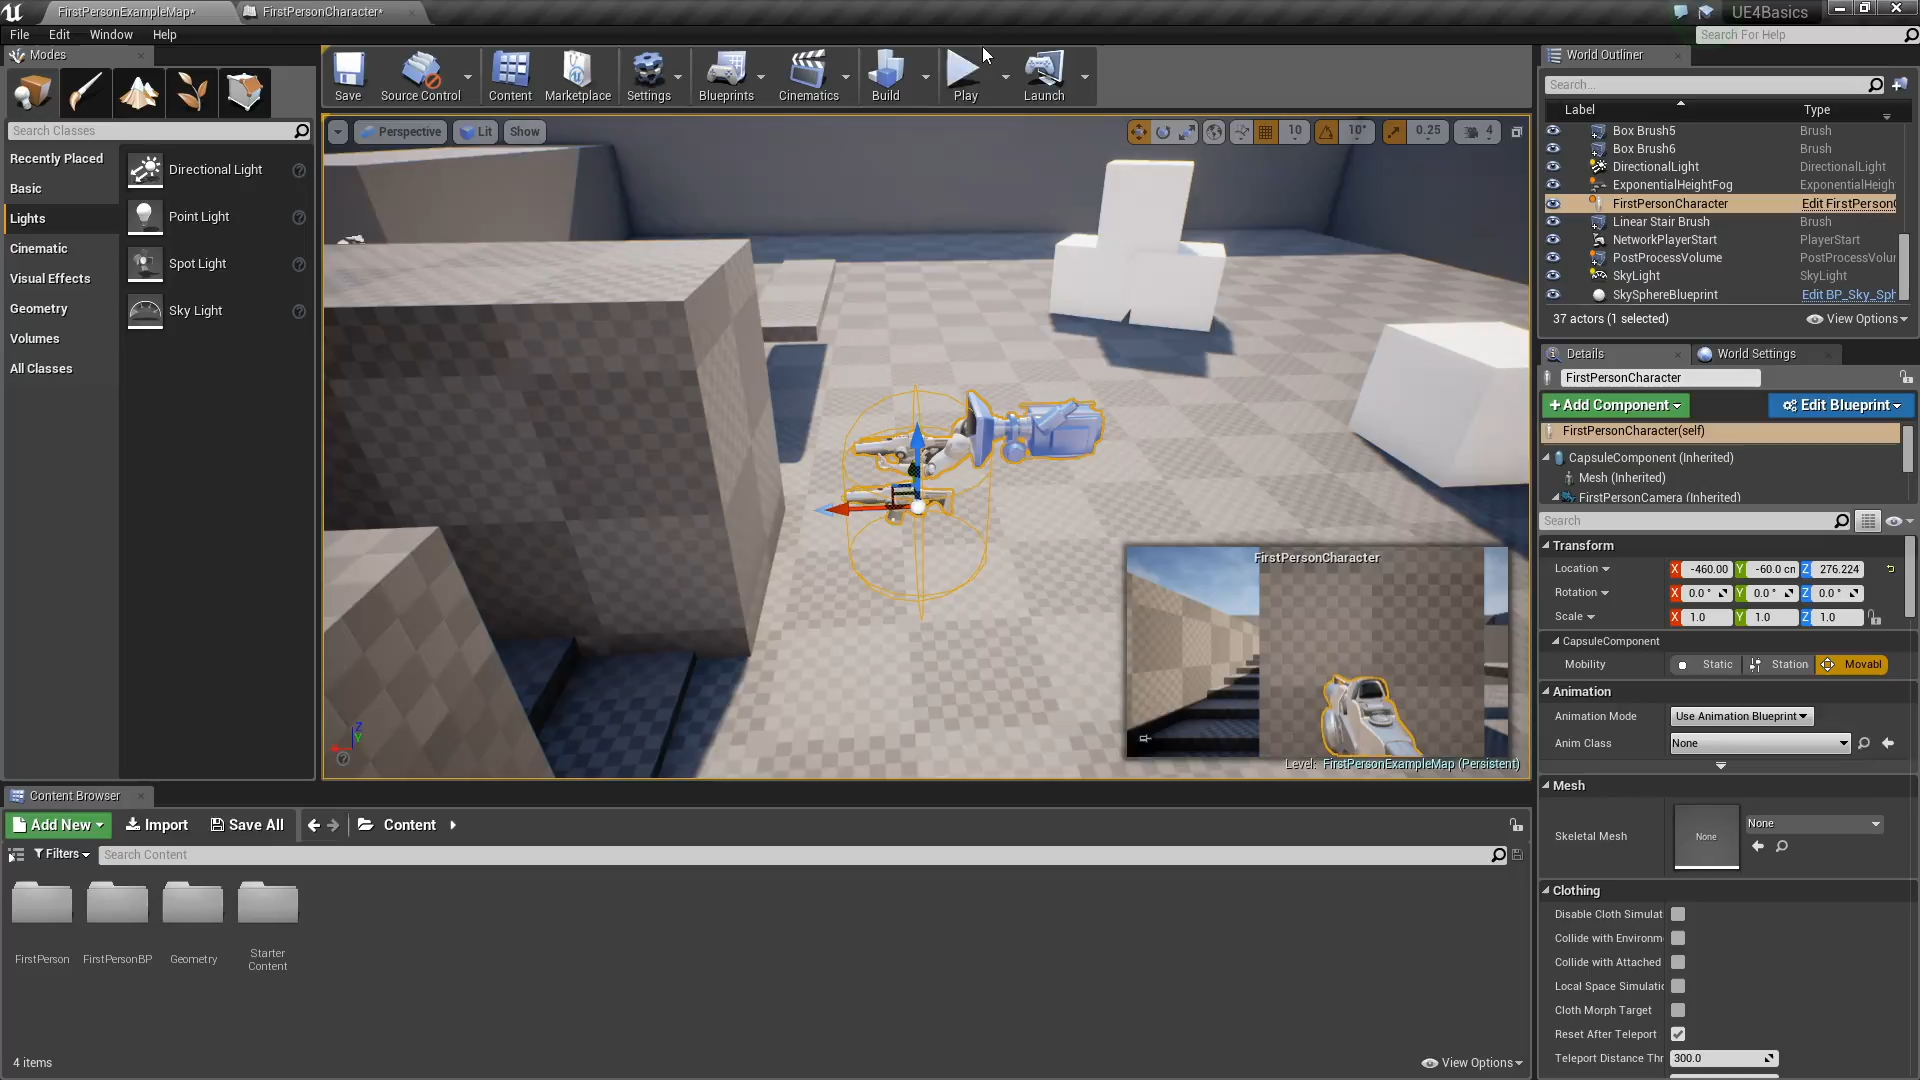 FirstPersonExampleMap*
FirstPersonCharacter*
UE4Basics
File Edit Window Help
Search For Help
Modes
Search Classes
Recently Placed
Basic
Lights
Cinematic
Visual Effects
Geometry
Volumes
All Classes
Directional Light
Point Light
Spot Light
Sky Light
Save
Source Control
Content
Marketplace
Settings
Blueprints
Cinematics
Build
Play
Launch
Perspective
Lit
Show
10
10°
0.25
4
FirstPersonCharacter
Level: FirstPersonExampleMap (Persistent)
World Outliner
Search...
Label Type
Box Brush5 Brush
Box Brush6 Brush
DirectionalLight DirectionalLight
ExponentialHeightFog ExponentialHeigh
FirstPersonCharacter Edit FirstPerson
Linear Stair Brush Brush
NetworkPlayerStart PlayerStart
PostProcessVolume PostProcessVolu
SkyLight SkyLight
SkySphereBlueprint Edit BP_Sky_Sph
37 actors (1 selected)
View Options
Details
World Settings
FirstPersonCharacter
+Add Component
Edit Blueprint
FirstPersonCharacter(self)
CapsuleComponent (Inherited)
Mesh (Inherited)
FirstPersonCamera (Inherited)
Search
Transform
Location X -460.00 Y -60.0 cm Z 276.224
Rotation X 0.0 ° Y 0.0 ° Z 0.0 °
Scale X 1.0 Y 1.0 Z 1.0
CapsuleComponent
Mobility Static Station Movabl
Animation
Animation Mode Use Animation Blueprint
Anim Class None
Mesh
Skeletal Mesh None None
Clothing
Disable Cloth Simulat
Collide with Environm
Collide with Attached
Local Space Simulatio
Cloth Morph Target
Reset After Teleport
Teleport Distance Thr 300.0
Content Browser
Add New
Import
Save All
Content
Filters
Search Content
FirstPerson
FirstPersonBP
Geometry
Starter
Content
4 items
View Options
Z
Y